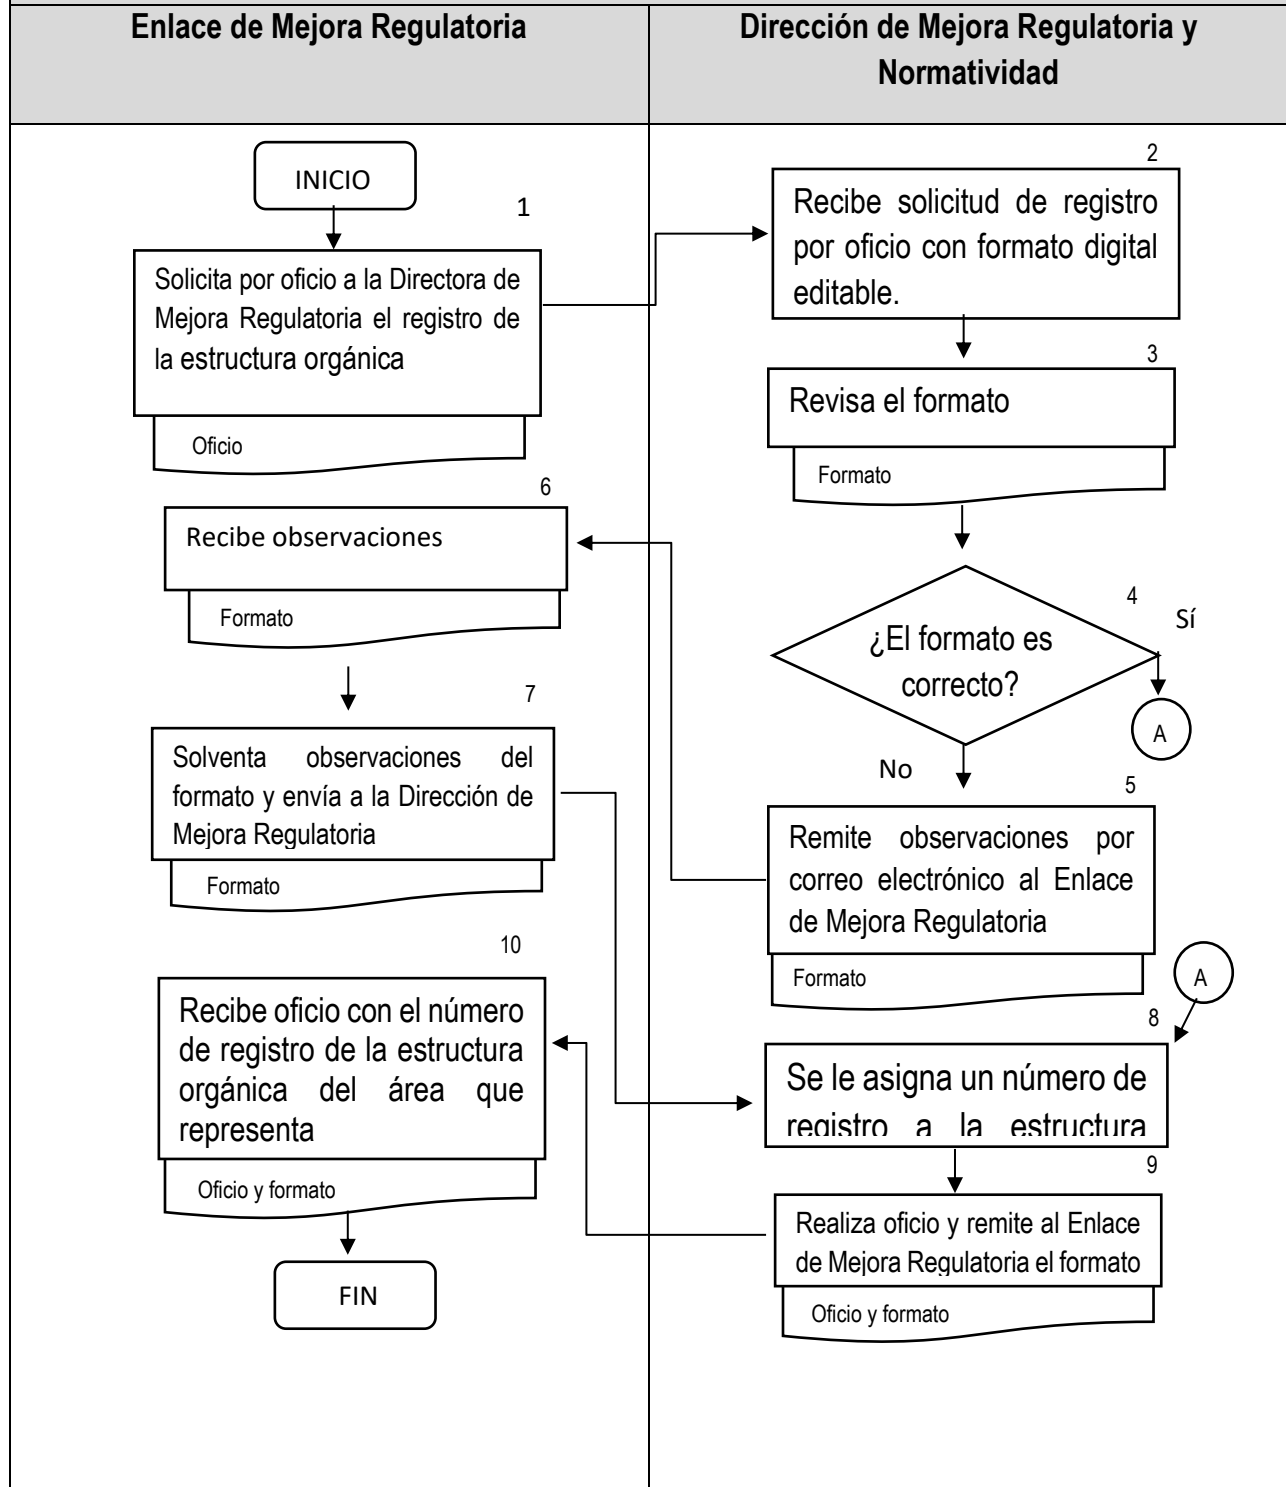 Enlace de Mejora Regulatoria
Dirección de Mejora Regulatoria y
Normatividad
INICIO
1
Solicita por oficio a la Directora de
Mejora Regulatoria el registro de
la estructura orgánica
Oficio
2
Recibe solicitud de registro
por oficio con formato digital
editable.
3
Revisa el formato
Formato
4
¿El formato es
correcto?
Sí
A
No
5
Remite observaciones por
correo electrónico al Enlace
de Mejora Regulatoria
Formato
6
Recibe observaciones
Formato
7
Solventa observaciones del
formato y envía a la Dirección de
Mejora Regulatoria
Formato
A
8
Se le asigna un número de
registro a la estructura
9
Realiza oficio y remite al Enlace
de Mejora Regulatoria el formato
Oficio y formato
10
Recibe oficio con el número
de registro de la estructura
orgánica del área que
representa
Oficio y formato
FIN